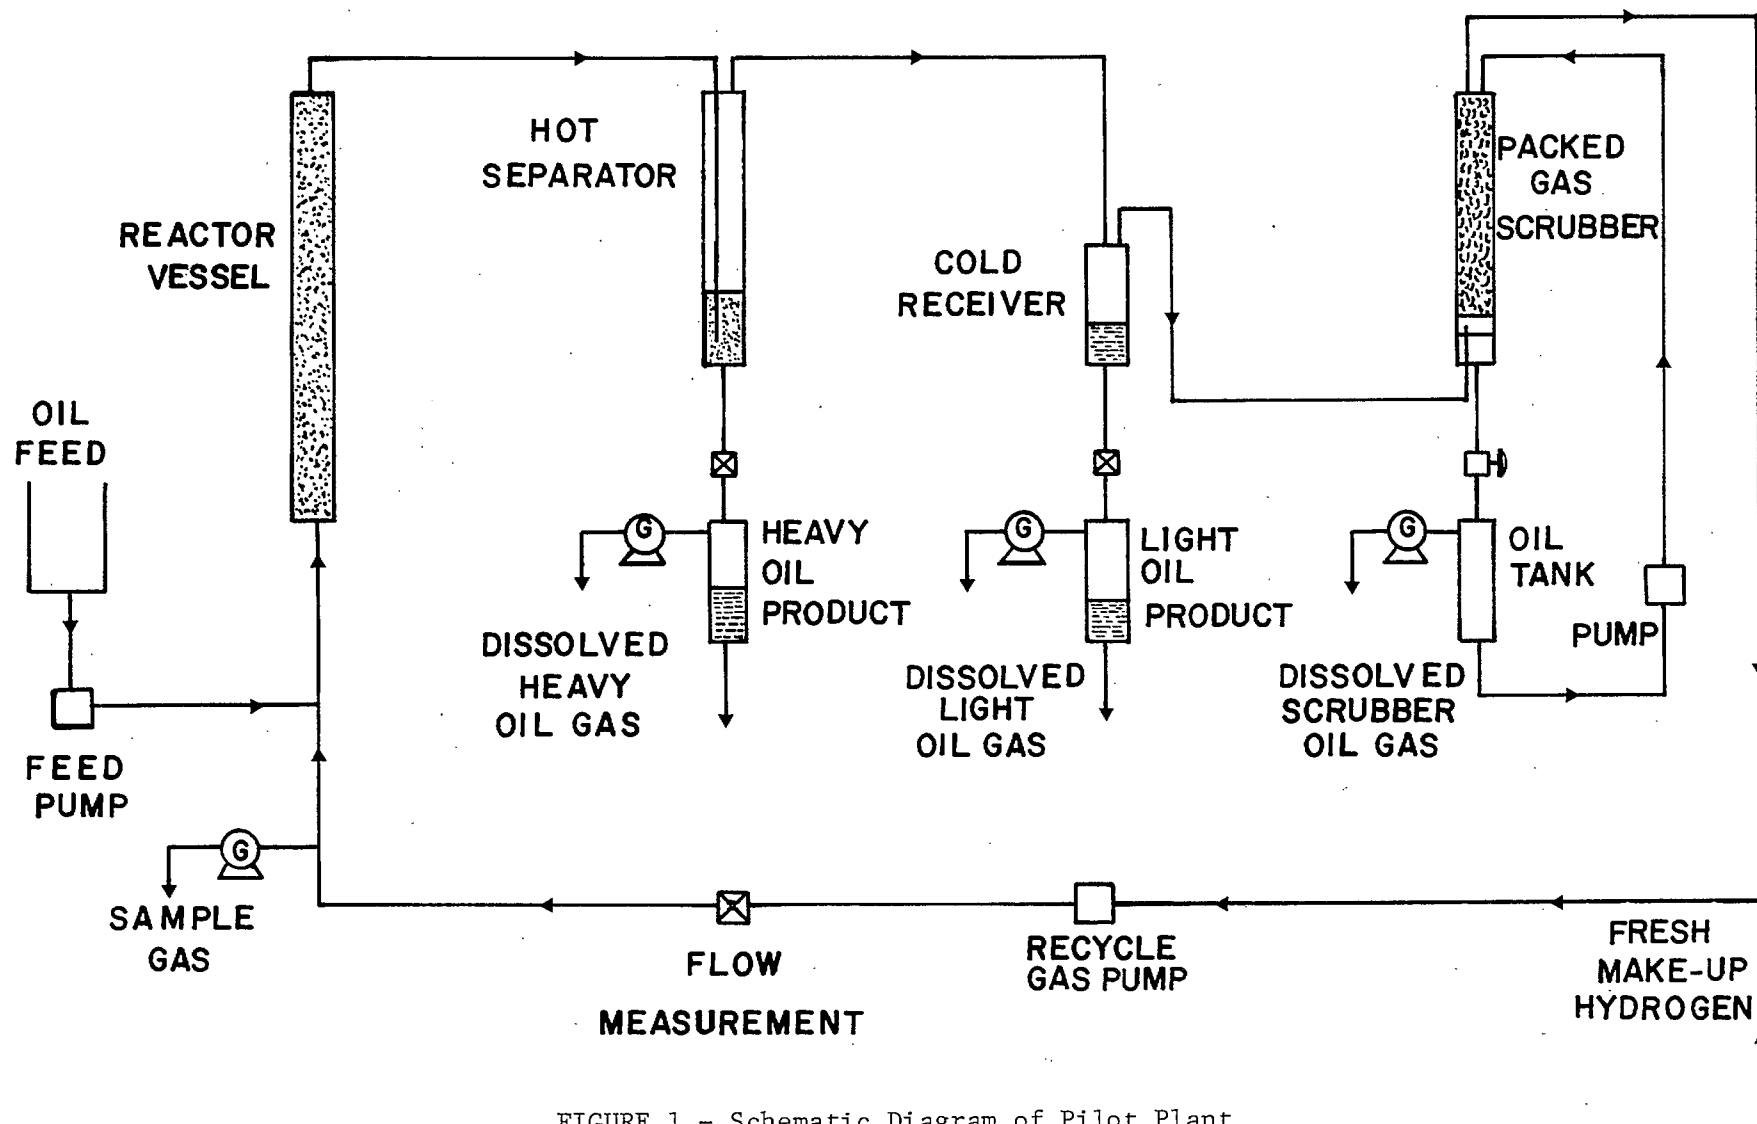 HOT
SEPARATOR
PACKED
GAS
SCRUBBER
REACTOR
VESSEL
COLD
RECEIVER
OIL
FEED
G
HEAVY
OIL
PRODUCT
G
LIGHT
OIL
PRODUCT
G
OIL
TANK
PUMP
DISSOLVED
HEAVY
OIL GAS
DISSOLVED
LIGHT
OIL GAS
DISSOLVED
SCRUBBER
OIL GAS
FEED
PUMP
G
SAMPLE
GAS
FLOW
MEASUREMENT
RECYCLE
GAS PUMP
FRESH
MAKE-UP
HYDROGEN
FIGURE 1 - Schematic Diagram of Pilot Plant